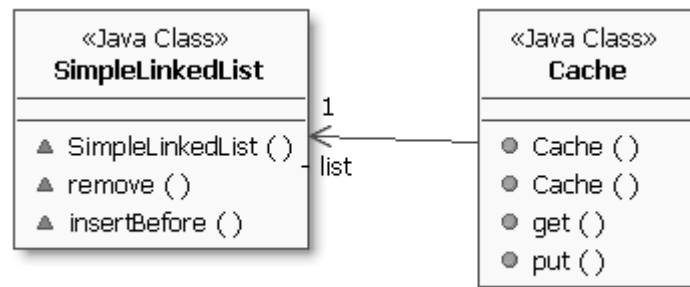 «Java Class»
SimpleLinkedList
SimpleLinkedList ()
remove ()
insertBefore ()
1
- list
«Java Class»
Cache
Cache ()
Cache ()
get ()
put ()